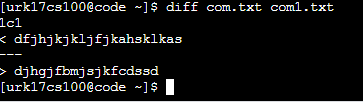 [urk17cs100@code ~]$ diff com.txt com1.txt
1c1
< dfjhjkjkljfjkahsklkas
---
> djhgjfbmjsjkfcdssd
[urk17cs100@code ~]$